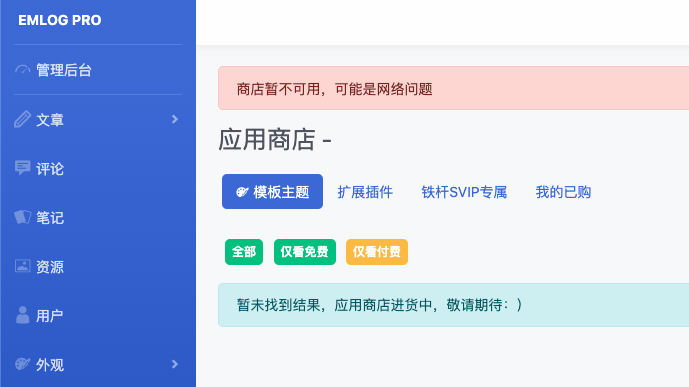 EMLOG PRO
管理后台
文章
评论
笔记
资源
用户
外观
商店暂不可用，可能是网络问题
应用商店 -
模板主题 扩展插件 铁杆SVIP专属 我的已购
全部 仅看免费 仅看付费
暂未找到结果，应用商店进货中，敬请期待：）